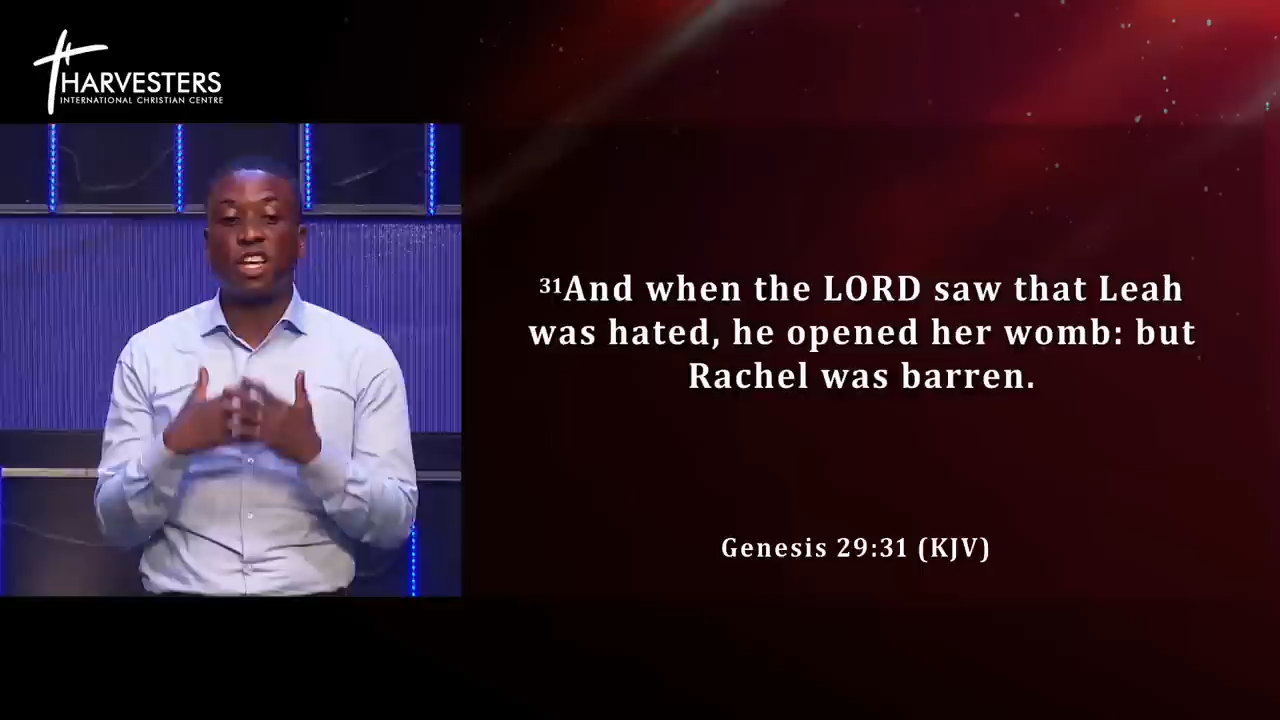 HARVESTERS
INTERNATIONAL CHRISTIAN CENTRE
31And when the LORD saw that Leah
was hated, he opened her womb: but
Rachel was barren.
Genesis 29:31 (KJV)